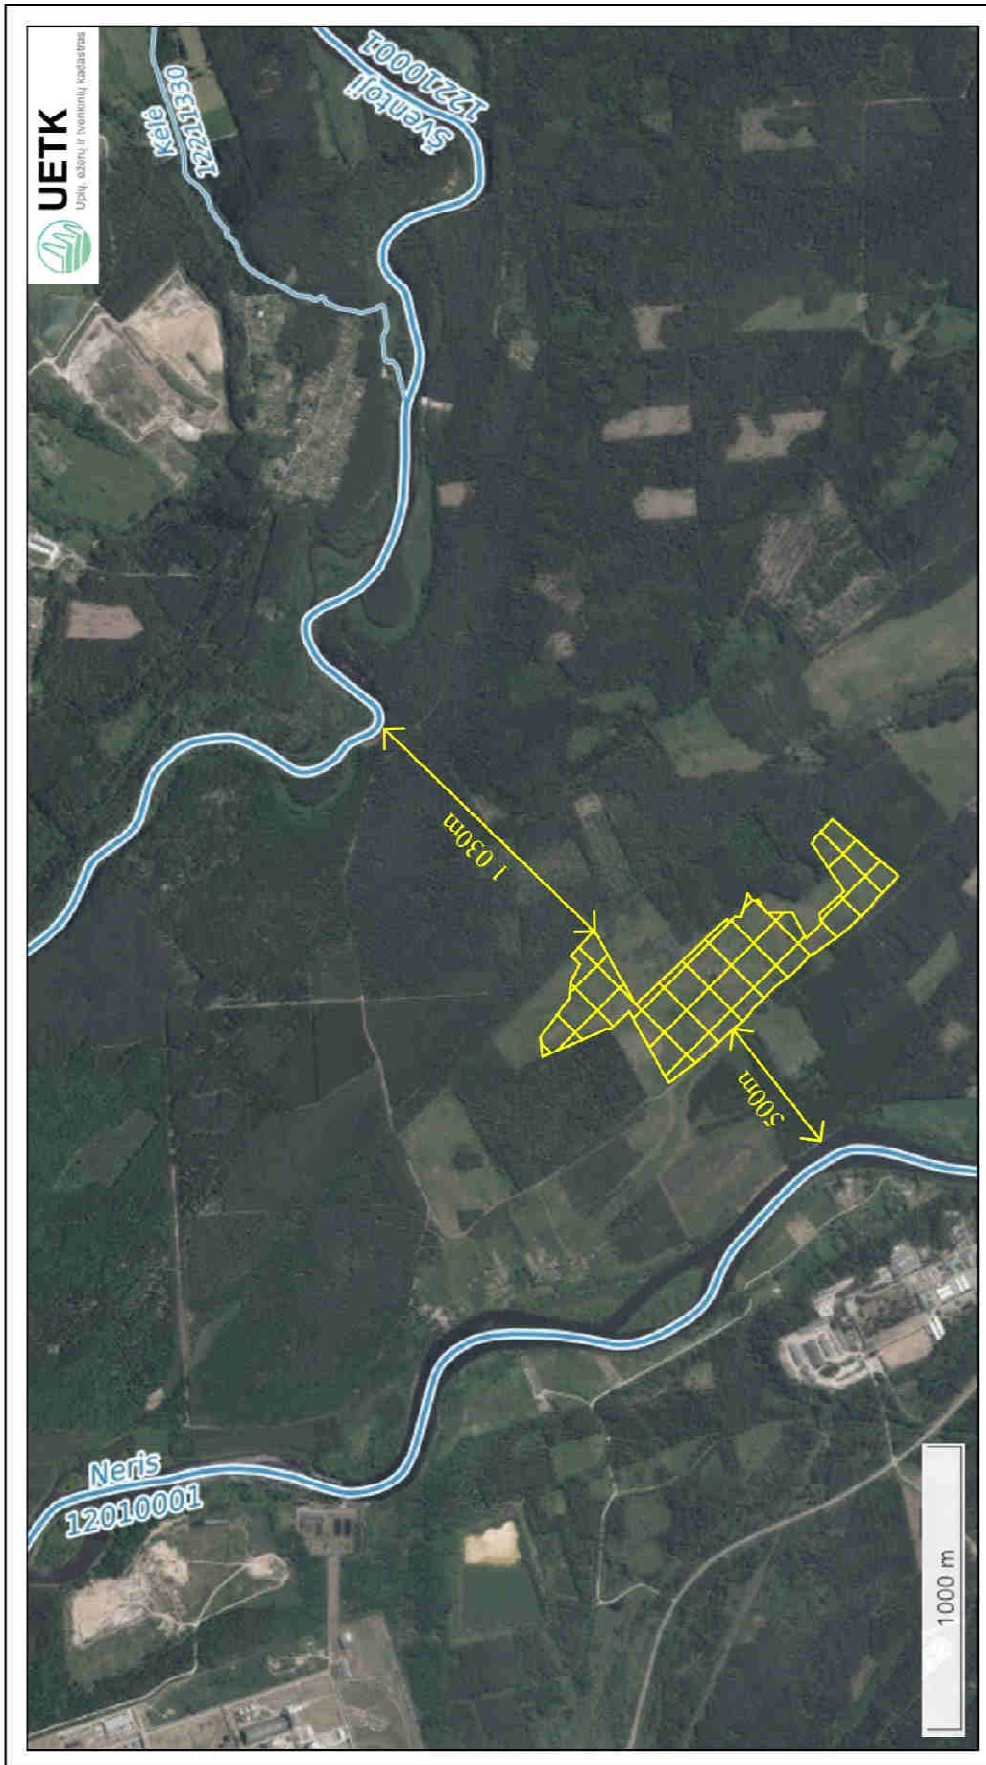 UETK
Upių, ežerų ir tvenkinių kadastras
Kelė
12211330
Šventoji
12210001
1 030m
500m
Neris
12010001
1000 m